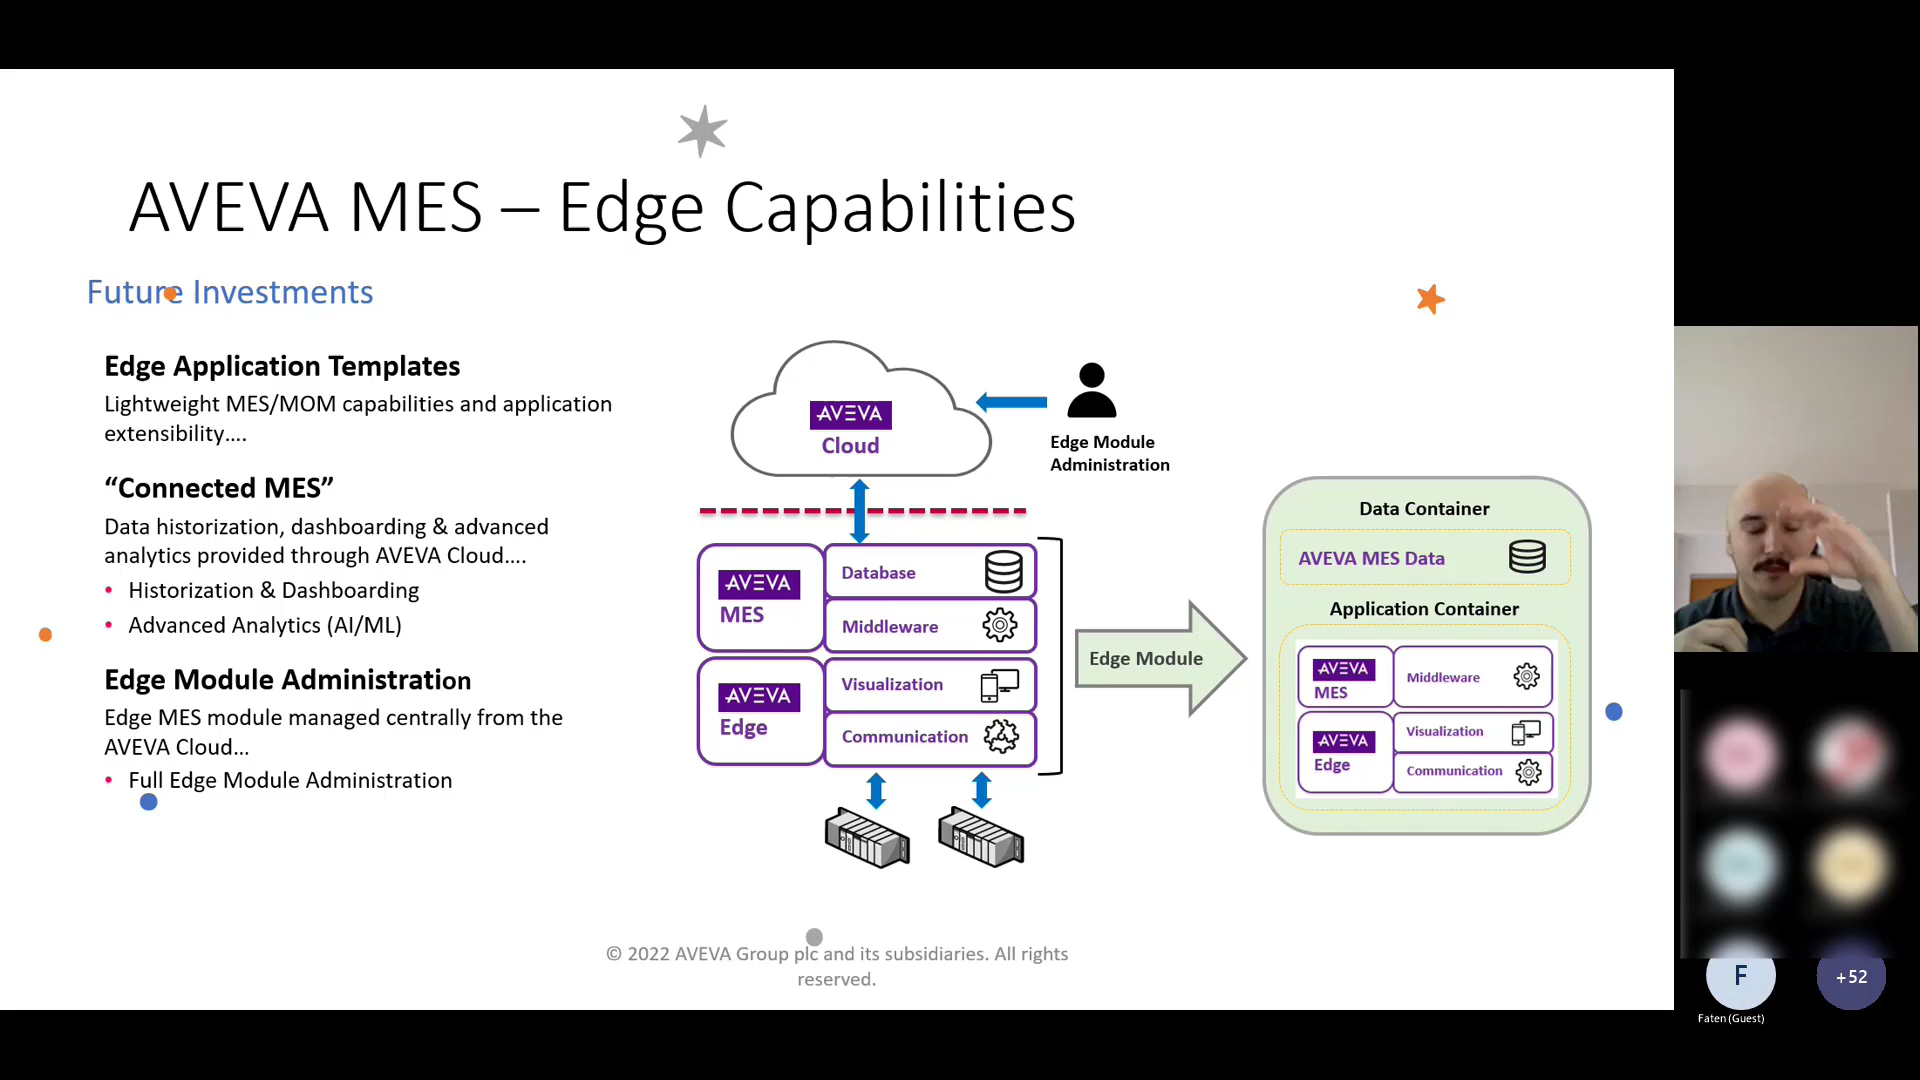 AVEVA MES – Edge Capabilities
Future Investments
Edge Application Templates
Lightweight MES/MOM capabilities and application
extensibility....
“Connected MES”
Data historization, dashboarding & advanced
analytics provided through AVEVA Cloud....
• Historization & Dashboarding
• Advanced Analytics (AI/ML)
Edge Module Administration
Edge MES module managed centrally from the
AVEVA Cloud...
• Full Edge Module Administration
AVEVA
Cloud
Edge Module
Administration
AVEVA
MES
Database
Middleware
AVEVA
Edge
Visualization
Communication
Edge Module
Data Container
AVEVA MES Data
Application Container
AVEVA
MES
Middleware
AVEVA
Edge
Visualization
Communication
© 2022 AVEVA Group plc and its subsidiaries. All rights
reserved.
F
+52
Faten (Guest)